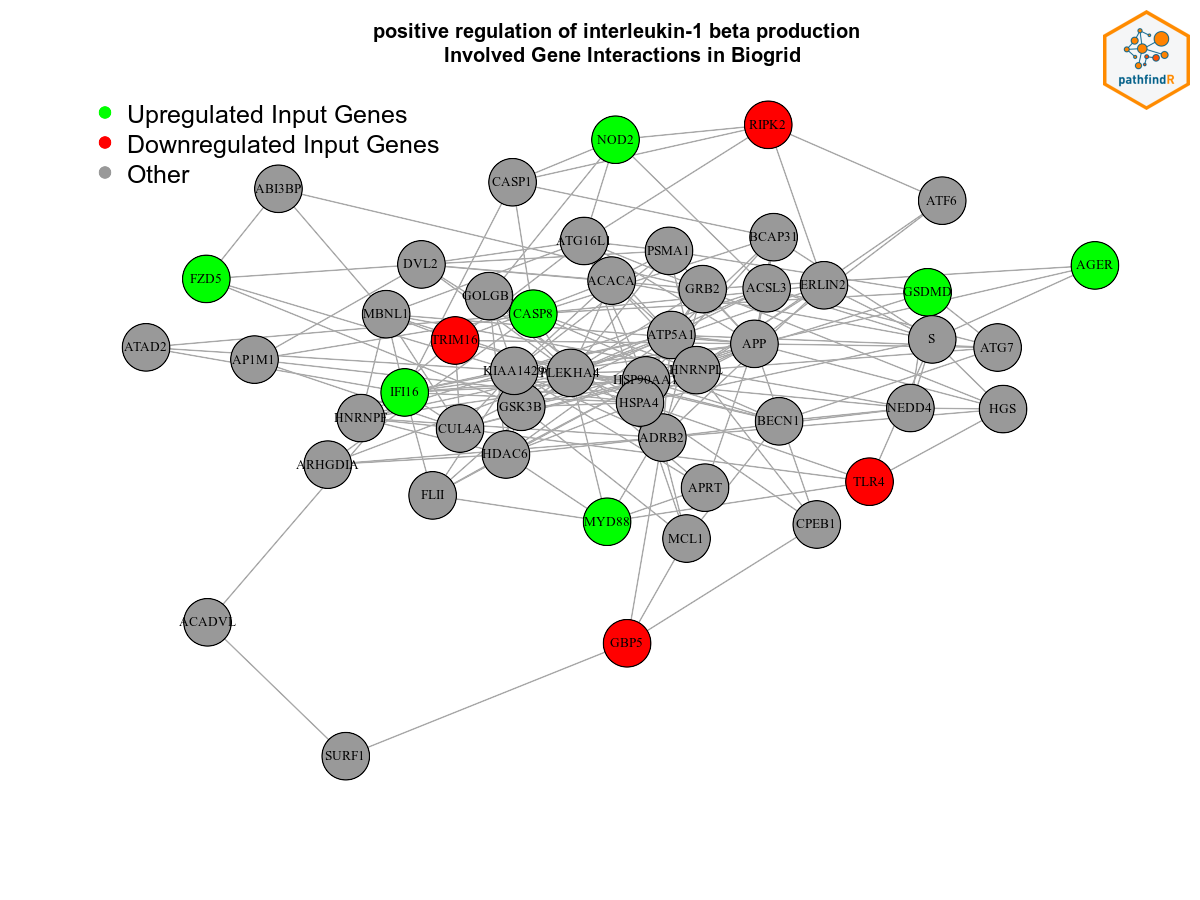 positive regulation of interleukin-1 beta production
Involved Gene Interactions in Biogrid
pathfindR
Upregulated Input Genes
Downregulated Input Genes
Other
RIPK2
NOD2
CASP1
ABI3BP
ATF6
BCAP31
ATG16L1
PSMA1
DVL2
AGER
FZD5
ACACA
ERLIN2
GRB2
ACSL3
GSDMD
GOLGB
CASP8
MBNL1
ATP5A1
TRIM16
S
APP
ATAD2
ATG7
AP1M1
KIAA1429
PLEKHA4
HNRNPL
HSP90AA1
IFI16
HSPA4
GSK3B
NEDD4
HGS
HNRNPF
BECN1
CUL4A
ADRB2
HDAC6
ARHGDIA
TLR4
APRT
FLII
MYD88
CPEB1
MCL1
ACADVL
GBP5
SURF1